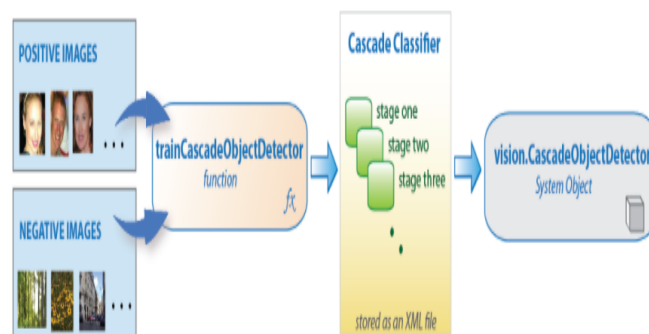 POSITIVE IMAGES
...
NEGATIVE IMAGES
...
trainCascadeObjectDetector
function
fx
Cascade Classifier
stage one
stage two
stage three
stored as an XML file
vision.CascadeObjectDetector
System Object